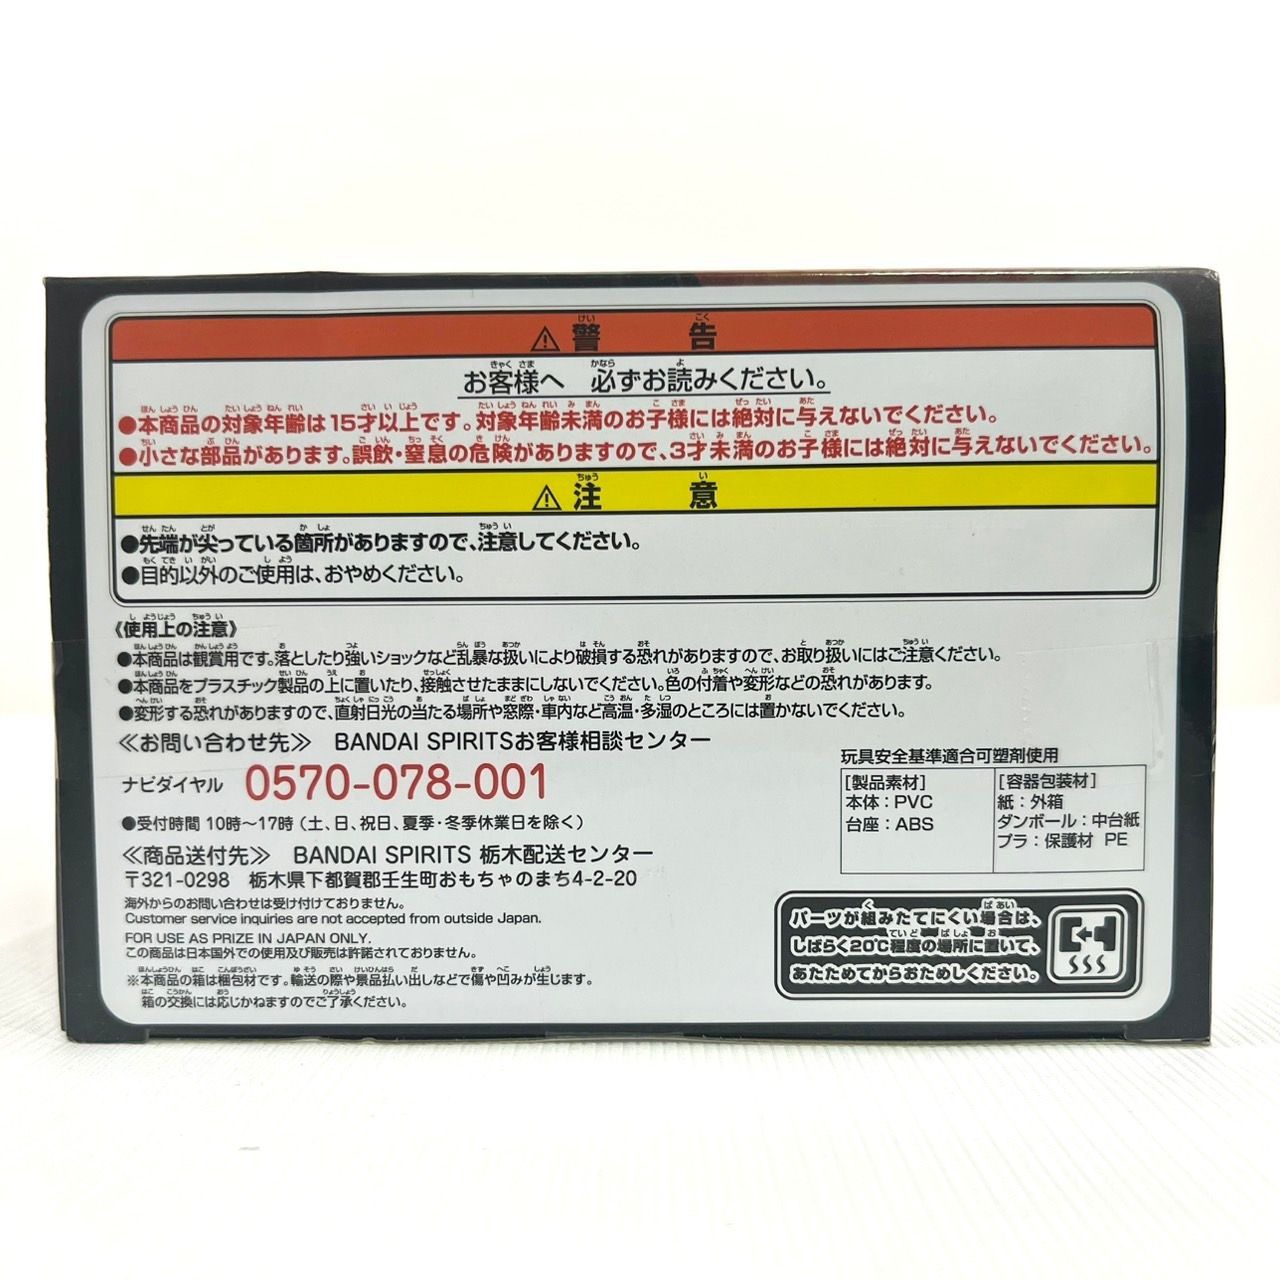 ⚠警告
お客様へ 必ずお読みください。
●本商品の対象年齢は15才以上です。対象年齢未満のお子様には絶対に与えないでください。
●小さな部品があります。誤飲・窒息の危険がありますので、3才未満のお子様には絶対に与えないでください。
⚠注意
●先端が尖っている箇所がありますので、注意してください。
●目的以外のご使用は、おやめください。
《使用上の注意》
●本商品は観賞用です。落としたり強いショックなど乱暴な扱いにより破損する恐れがありますので、お取り扱いにはご注意ください。
●本商品をプラスチック製品の上に置いたり、接触させたままにしないでください。色の付着や変形などの恐れがあります。
●変形する恐れがありますので、直射日光の当たる場所や窓際・車内など高温・多湿のところには置かないでください。
≪お問い合わせ先≫ BANDAI SPIRITSお客様相談センター
ナビダイヤル 0570-078-001
●受付時間 10時〜17時(土、日、祝日、夏季・冬季休業日を除く)
≪商品送付先≫ BANDAI SPIRITS 栃木配送センター
〒321-0298 栃木県下都賀郡壬生町おもちゃのまち4-2-20
海外からのお問い合わせは受け付けておりません。
Customer service inquiries are not accepted from outside Japan.
FOR USE AS PRIZE IN JAPAN ONLY.
この商品は日本国外での使用及び販売は許諾されておりません。
※本商品の箱は梱包材です。輸送の際や景品払い出しなどで傷や凹みが生じます。
箱の交換には応じかねますのでご了承ください。
玩具安全基準適合可塑剤使用
[製品素材]
本体:PVC
台座:ABS
[容器包装材]
紙:外箱
ダンボール:中台紙
プラ:保護材 PE
パーツが組みたてにくい場合は、
しばらく20℃程度の場所に置いて、
あたためてからおためしください。